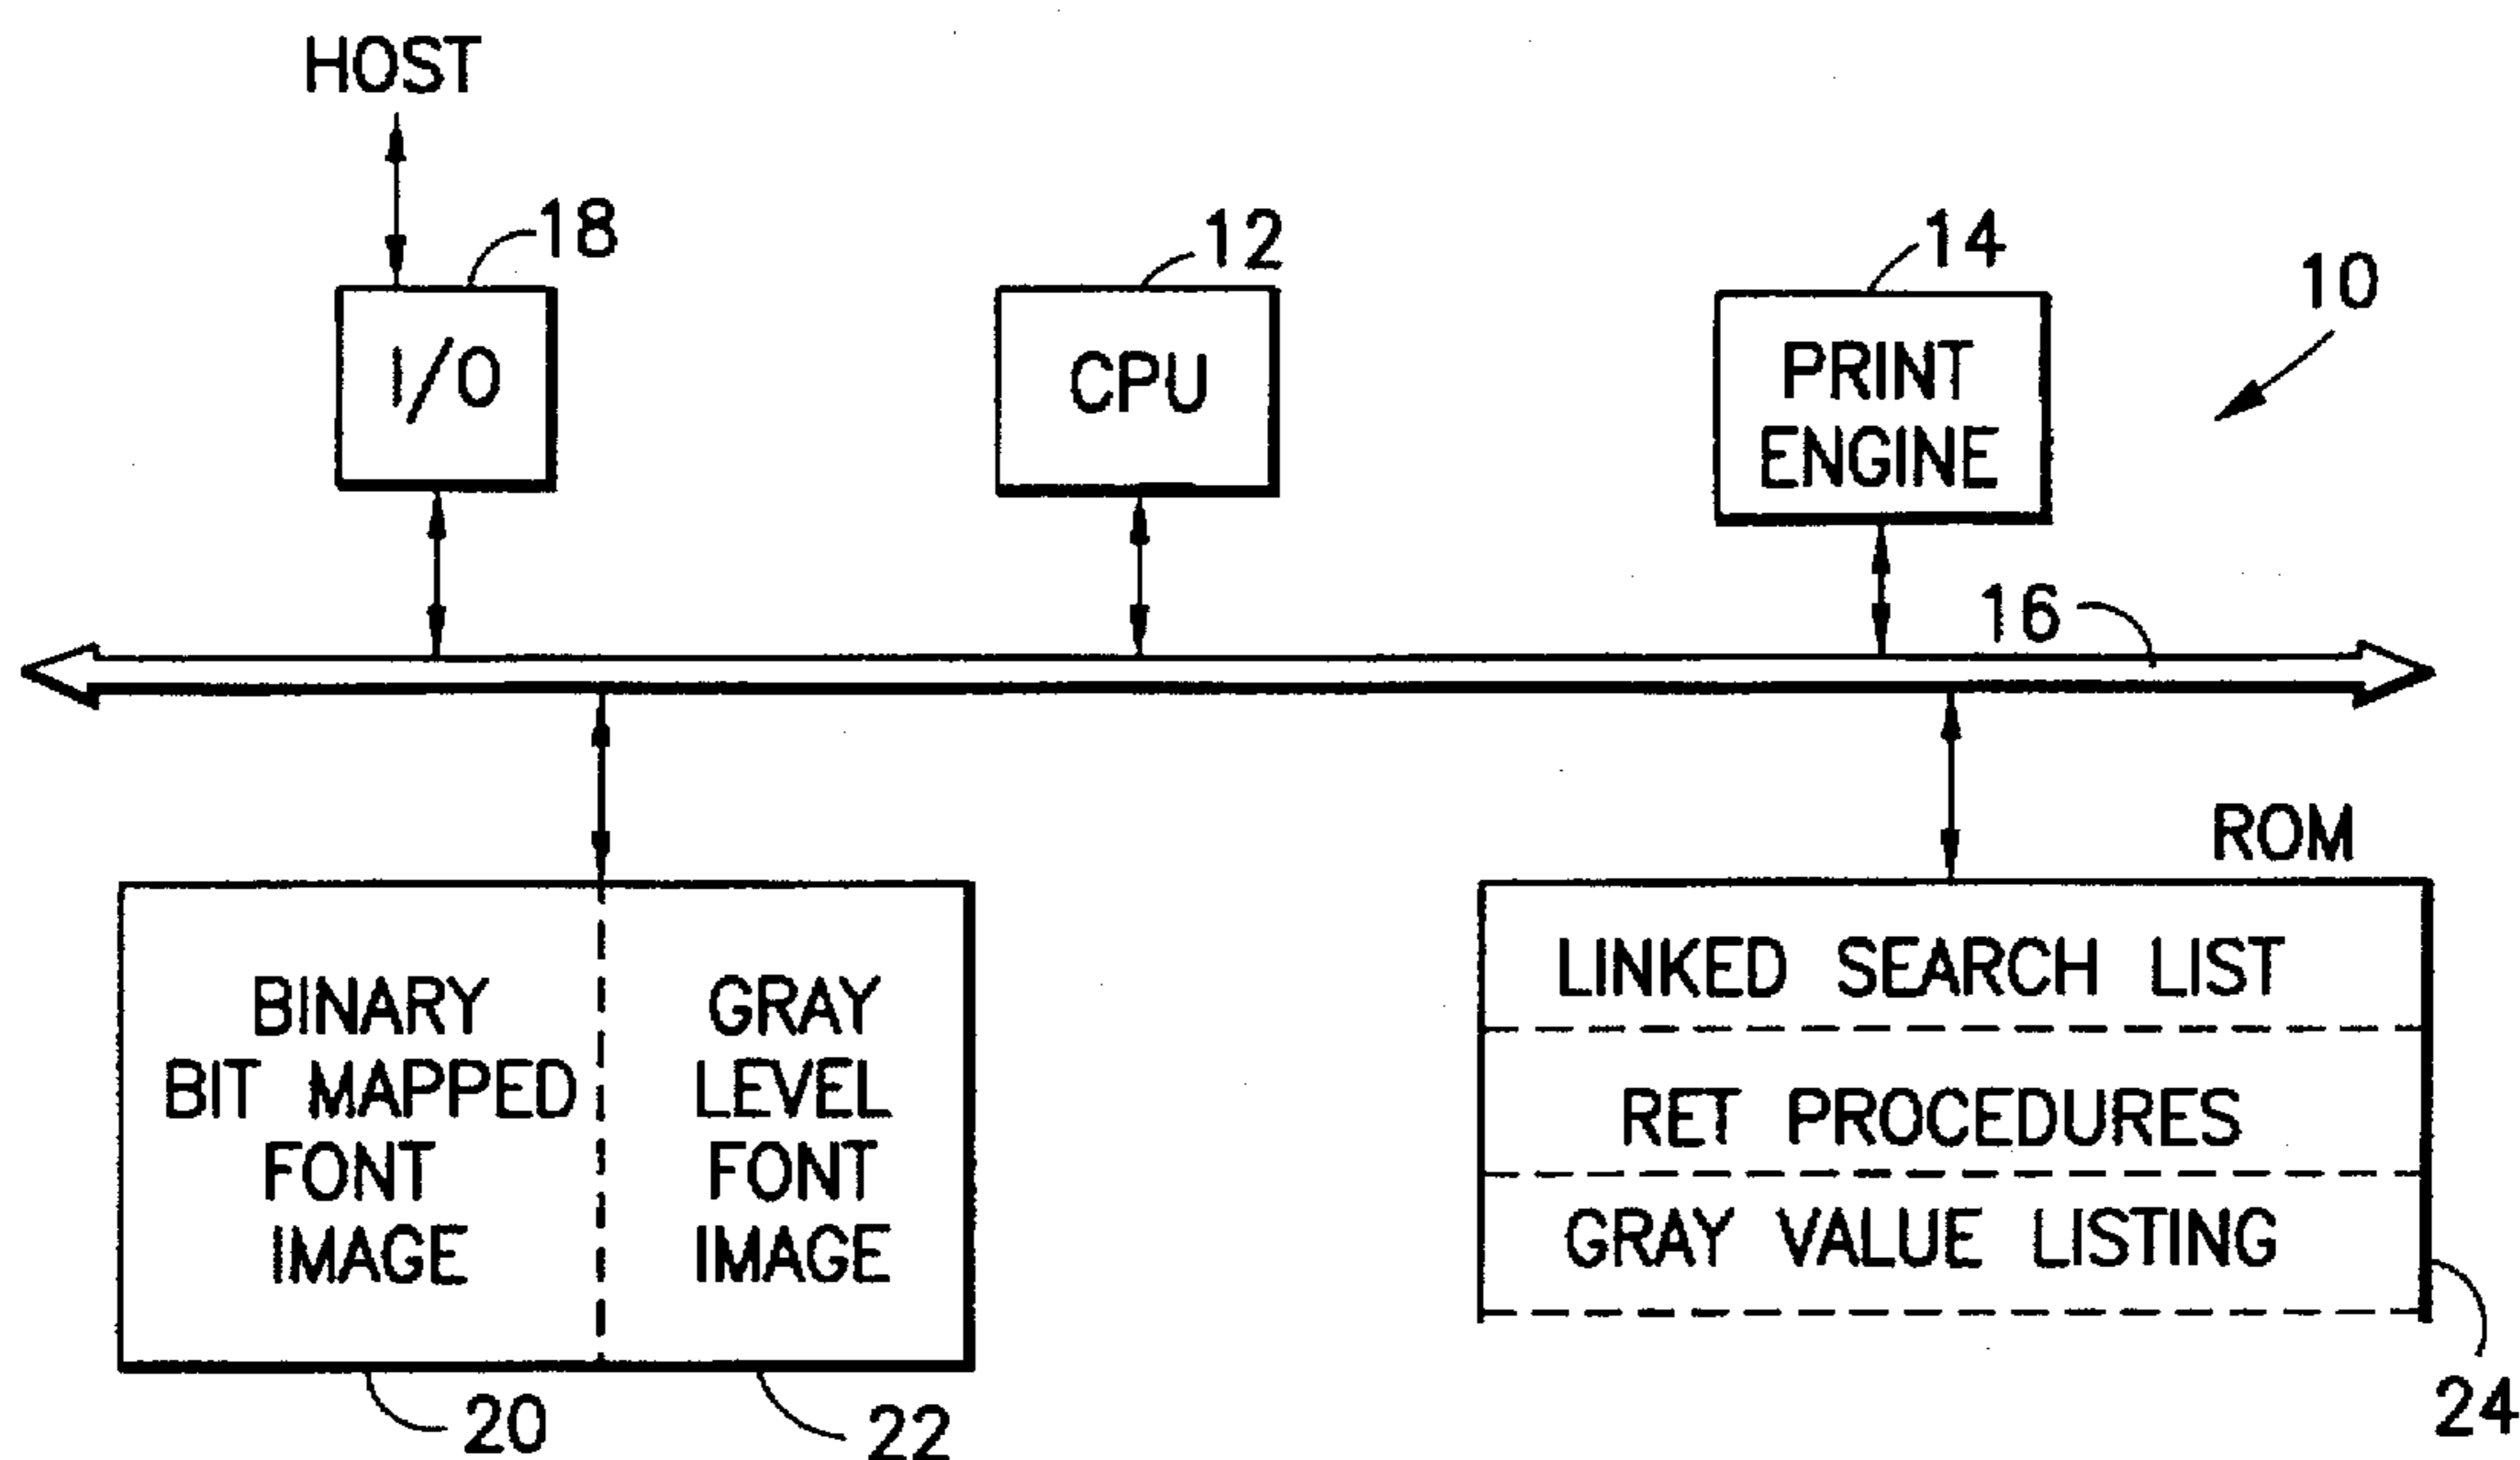 HOST
18
12
14
10
I/O
CPU
PRINT
ENGINE
16
ROM
BINARY
BIT MAPPED
FONT
IMAGE
GRAY
LEVEL
FONT
IMAGE
LINKED SEARCH LIST
RET PROCEDURES
GRAY VALUE LISTING
20
22
24